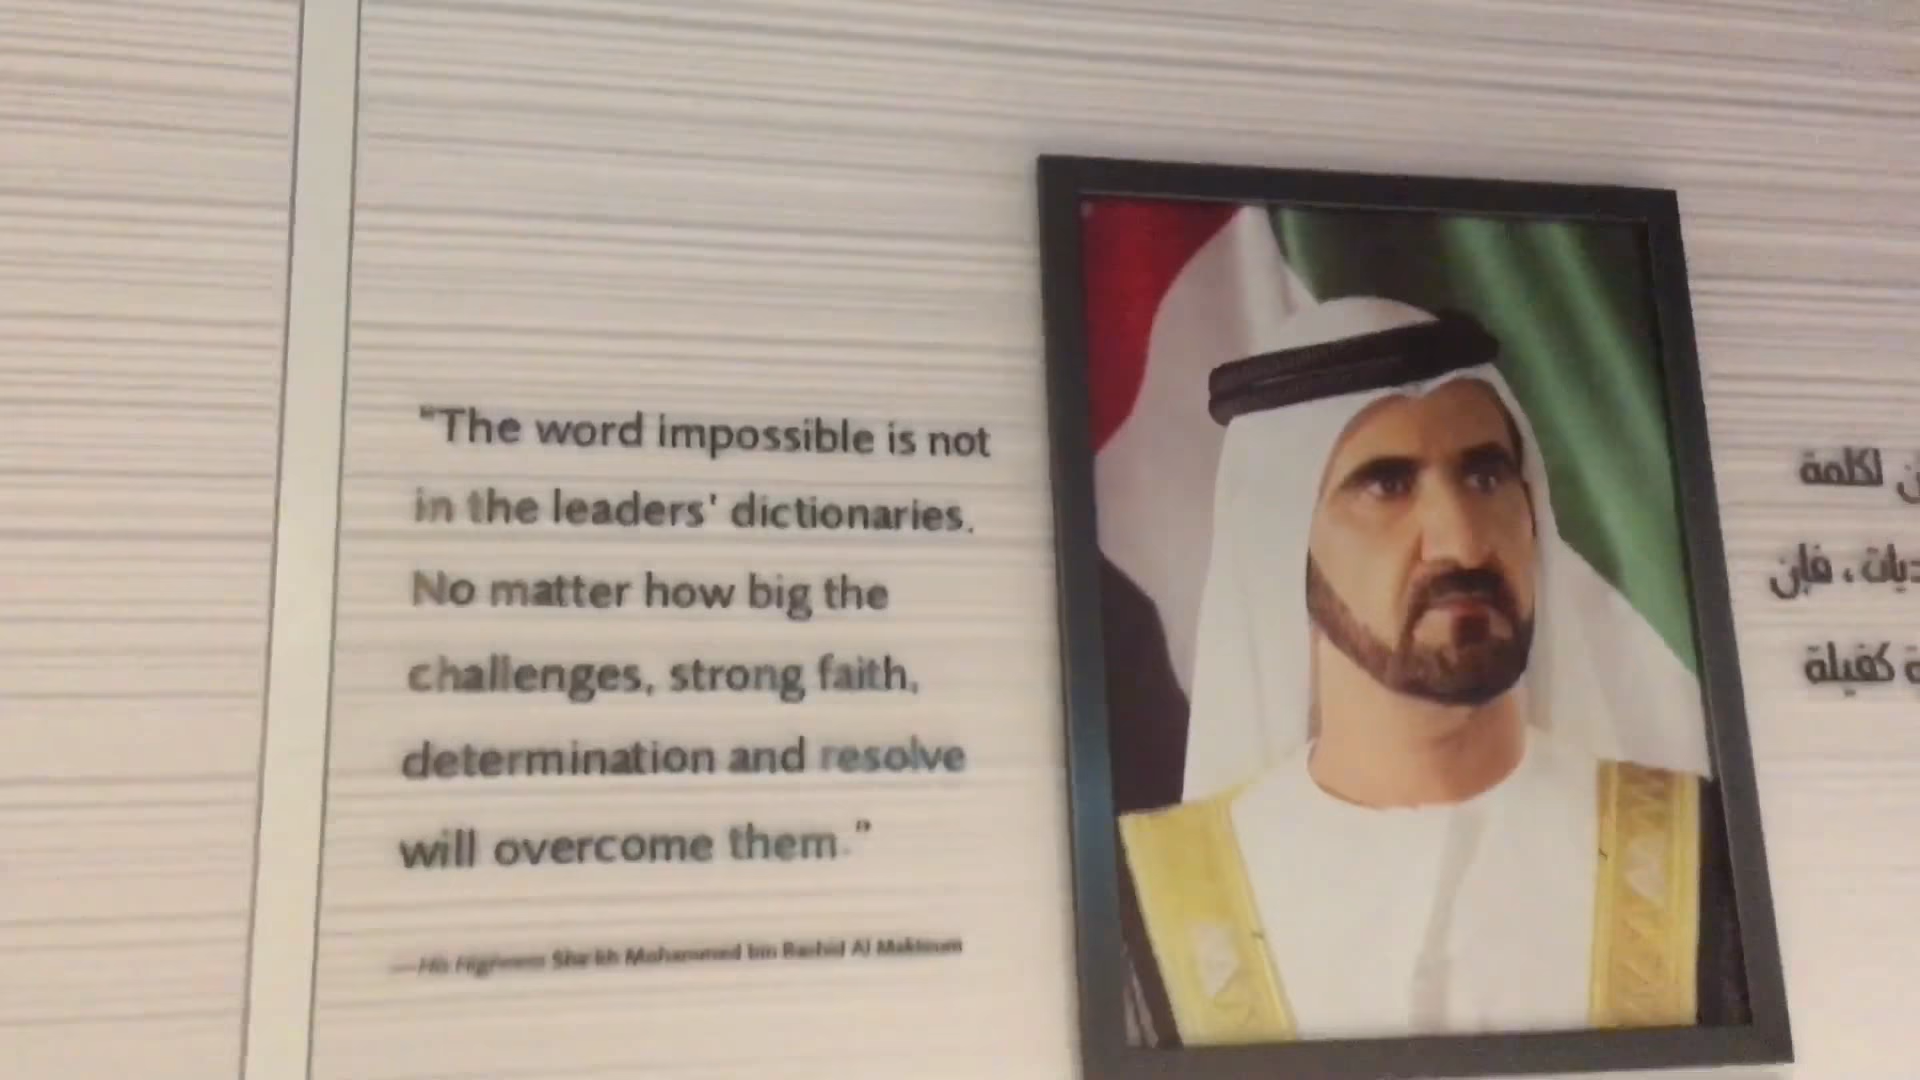 "The word impossible is not
in the leaders' dictionaries.
No matter how big the
challenges, strong faith,
determination and resolve
will overcome them."
—His Highness Sheikh Mohammed bin Rashid Al Maktoum
لكلمة
فإن
كفيلة